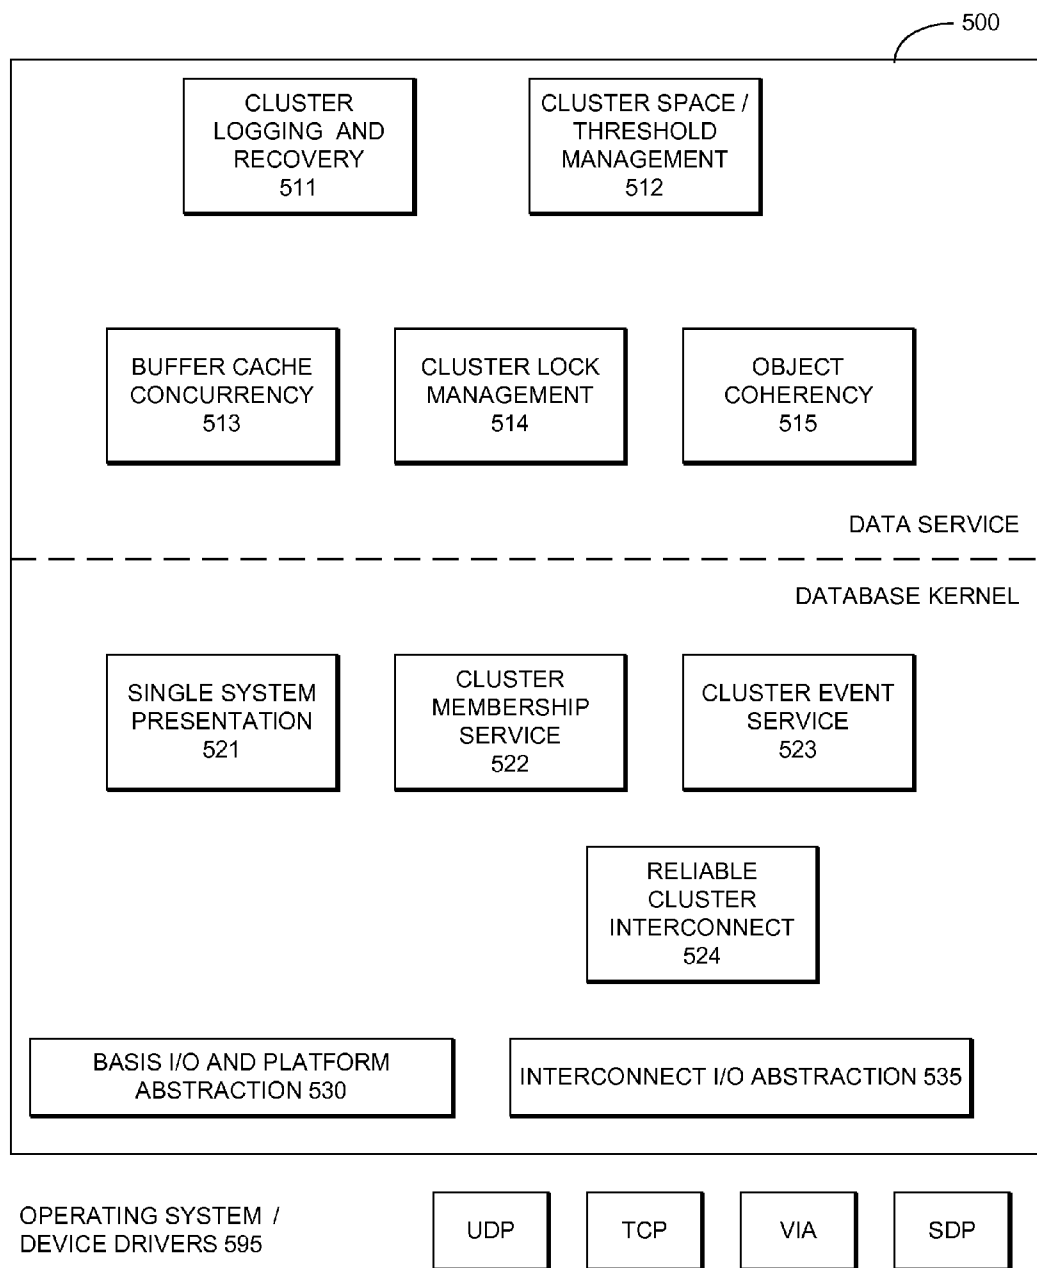 500
CLUSTER
LOGGING AND
RECOVERY
511
CLUSTER SPACE /
THRESHOLD
MANAGEMENT
512
BUFFER CACHE
CONCURRENCY
513
CLUSTER LOCK
MANAGEMENT
514
OBJECT
COHERENCY
515
DATA SERVICE
DATABASE KERNEL
SINGLE SYSTEM
PRESENTATION
521
CLUSTER
MEMBERSHIP
SERVICE
522
CLUSTER EVENT
SERVICE
523
RELIABLE
CLUSTER
INTERCONNECT
524
BASIS I/O AND PLATFORM
ABSTRACTION 530
INTERCONNECT I/O ABSTRACTION 535
OPERATING SYSTEM /
DEVICE DRIVERS 595
UDP
TCP
VIA
SDP